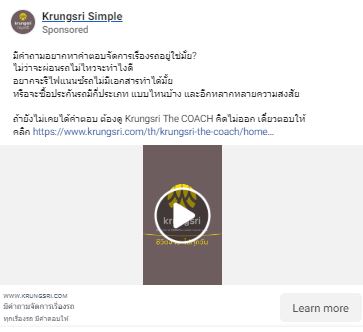 Krungsri Simple
Sponsored
มีคำถามอยากหาคำตอบจัดการเรื่องรถอยู่ใช่มั้ย?
ไม่ว่าจะผ่อนรถไม่ไหวจะทำไงดี
อยากจะรีไฟแนนซ์รถไม่มีเอกสารทำได้มั้ย
หรือจะซื้อประกันรถมีกี่ประเภท แบบไหนบ้าง และอีกหลากหลายความสงสัย
ถ้ายังไม่เคยได้คำตอบ ต้องดู Krungsri The COACH คิดไม่ออก เดี๋ยวตอบให้
คลิก https://www.krungsri.com/th/krungsri-the-coach/home...
krungsri
WWW.KRUNGSRI.COM
มีคำถามจัดการเรื่องรถ
ทุกเรื่องรถ มีคำตอบให้
Learn more